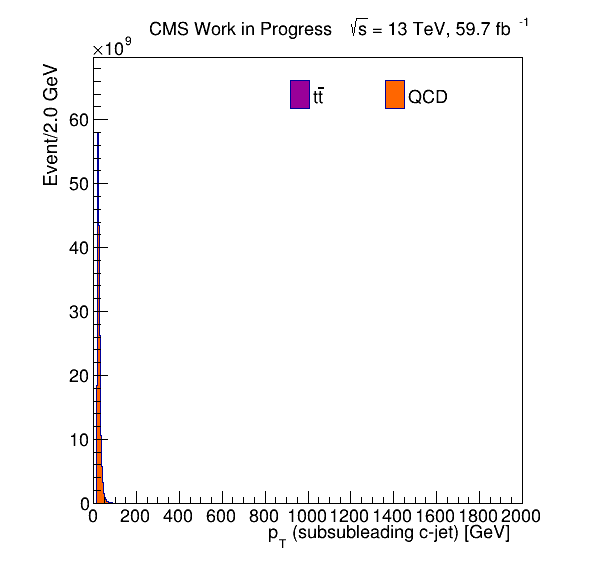 CMS Work in Progress √s = 13 TeV, 59.7 fb⁻¹
×10⁹
Event/2.0 GeV
tt̄
QCD
60
50
40
30
20
10
0
0 200 400 600 800 1000 1200 1400 1600 1800 2000
p_T (subsubleading c-jet) [GeV]